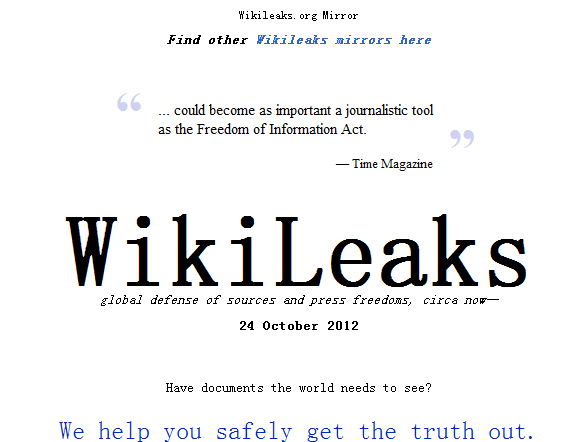 Wikileaks.org Mirror
Find other Wikileaks mirrors here
“
... could become as important a journalistic tool
as the Freedom of Information Act.
”
— Time Magazine
WikiLeaks
global defense of sources and press freedoms, circa now—
24 October 2012
Have documents the world needs to see?
We help you safely get the truth out.